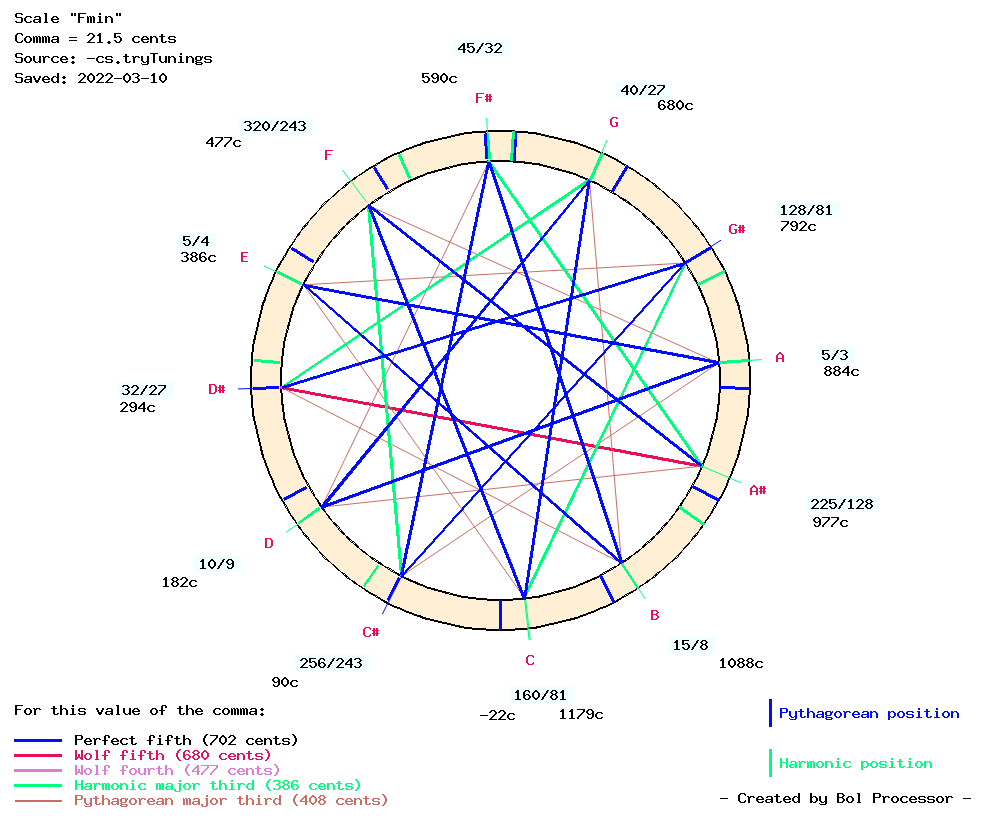 Scale "Fmin"
Comma = 21.5 cents
Source: -cs.tryTunings
Saved: 2022-03-10
45/32
590c
F#
40/27
680c
G
320/243
477c
F
128/81
792c
G#
5/4
386c
E
5/3
884c
A
32/27
294c
D#
225/128
977c
A#
10/9
182c
D
15/8
1088c
B
256/243
90c
C#
160/81
-22c
1179c
C
For this value of the comma:
Perfect fifth (702 cents)
Wolf fifth (680 cents)
Wolf fourth (477 cents)
Harmonic major third (386 cents)
Pythagorean major third (408 cents)
Pythagorean position
Harmonic position
- Created by Bol Processor -